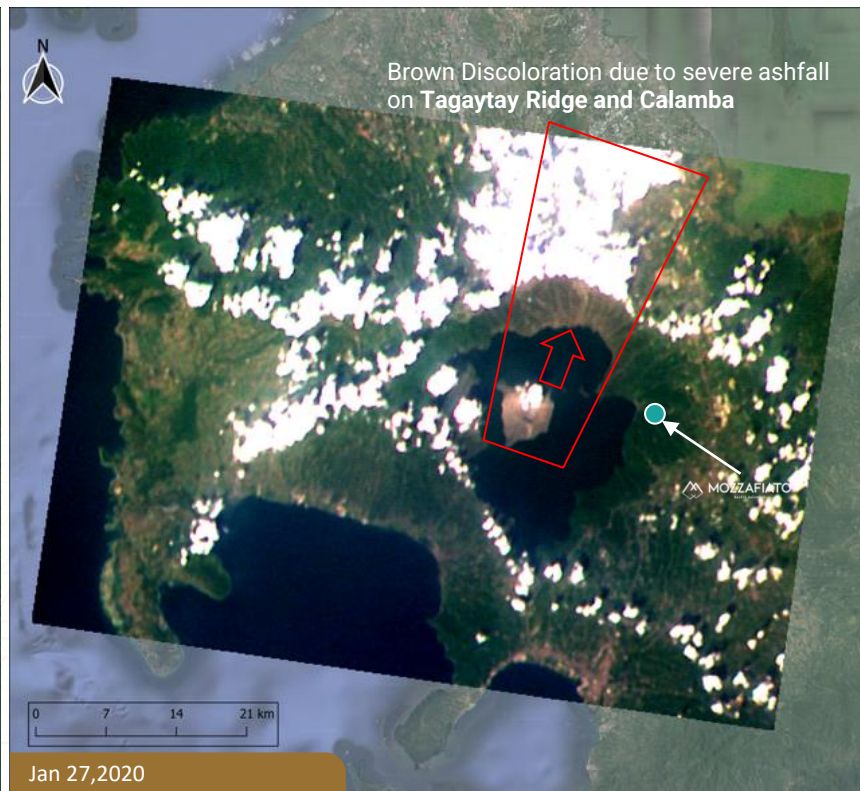 N
Brown Discoloration due to severe ashfall
on Tagaytay Ridge and Calamba
MOZZAFIATO
0 7 14 21 km
Jan 27,2020